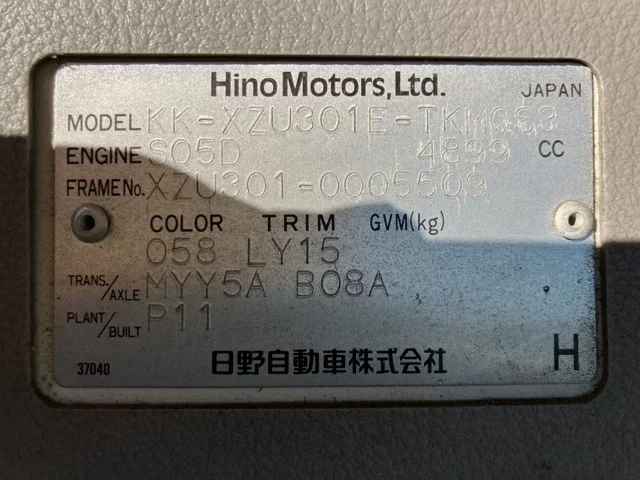 Hino Motors, Ltd. JAPAN
MODEL KK-XZU301E-TKMQS3
ENGINE S05D 4899 CC
FRAME No. XZU301-0005509
COLOR TRIM GVM(kg)
058 LY15
TRANS./AXLE MYY5A B08A
PLANT/BUILT P11
37040 日野自動車株式会社 H